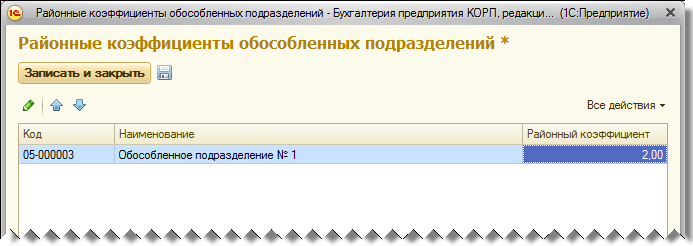 Районные коэффициенты обособленных подразделений - Бухгалтерия предприятия КОРП, редакци... (1С:Предприятие)
Районные коэффициенты обособленных подразделений *
Записать и закрыть
Все действия
Код Наименование Районный коэффициент
05-000003 Обособленное подразделение № 1 2,00